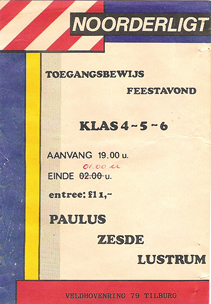 NOORDERLIGT
TOEGANGSBEWIJS
FEESTAVOND
KLAS 4-5-6
AANVANG 19.00 u.
01.00 u
EINDE 02.00 u.
entree: fl 1,-
PAULUS
ZESDE
LUSTRUM
VELDHOVENRING 79 TILBURG